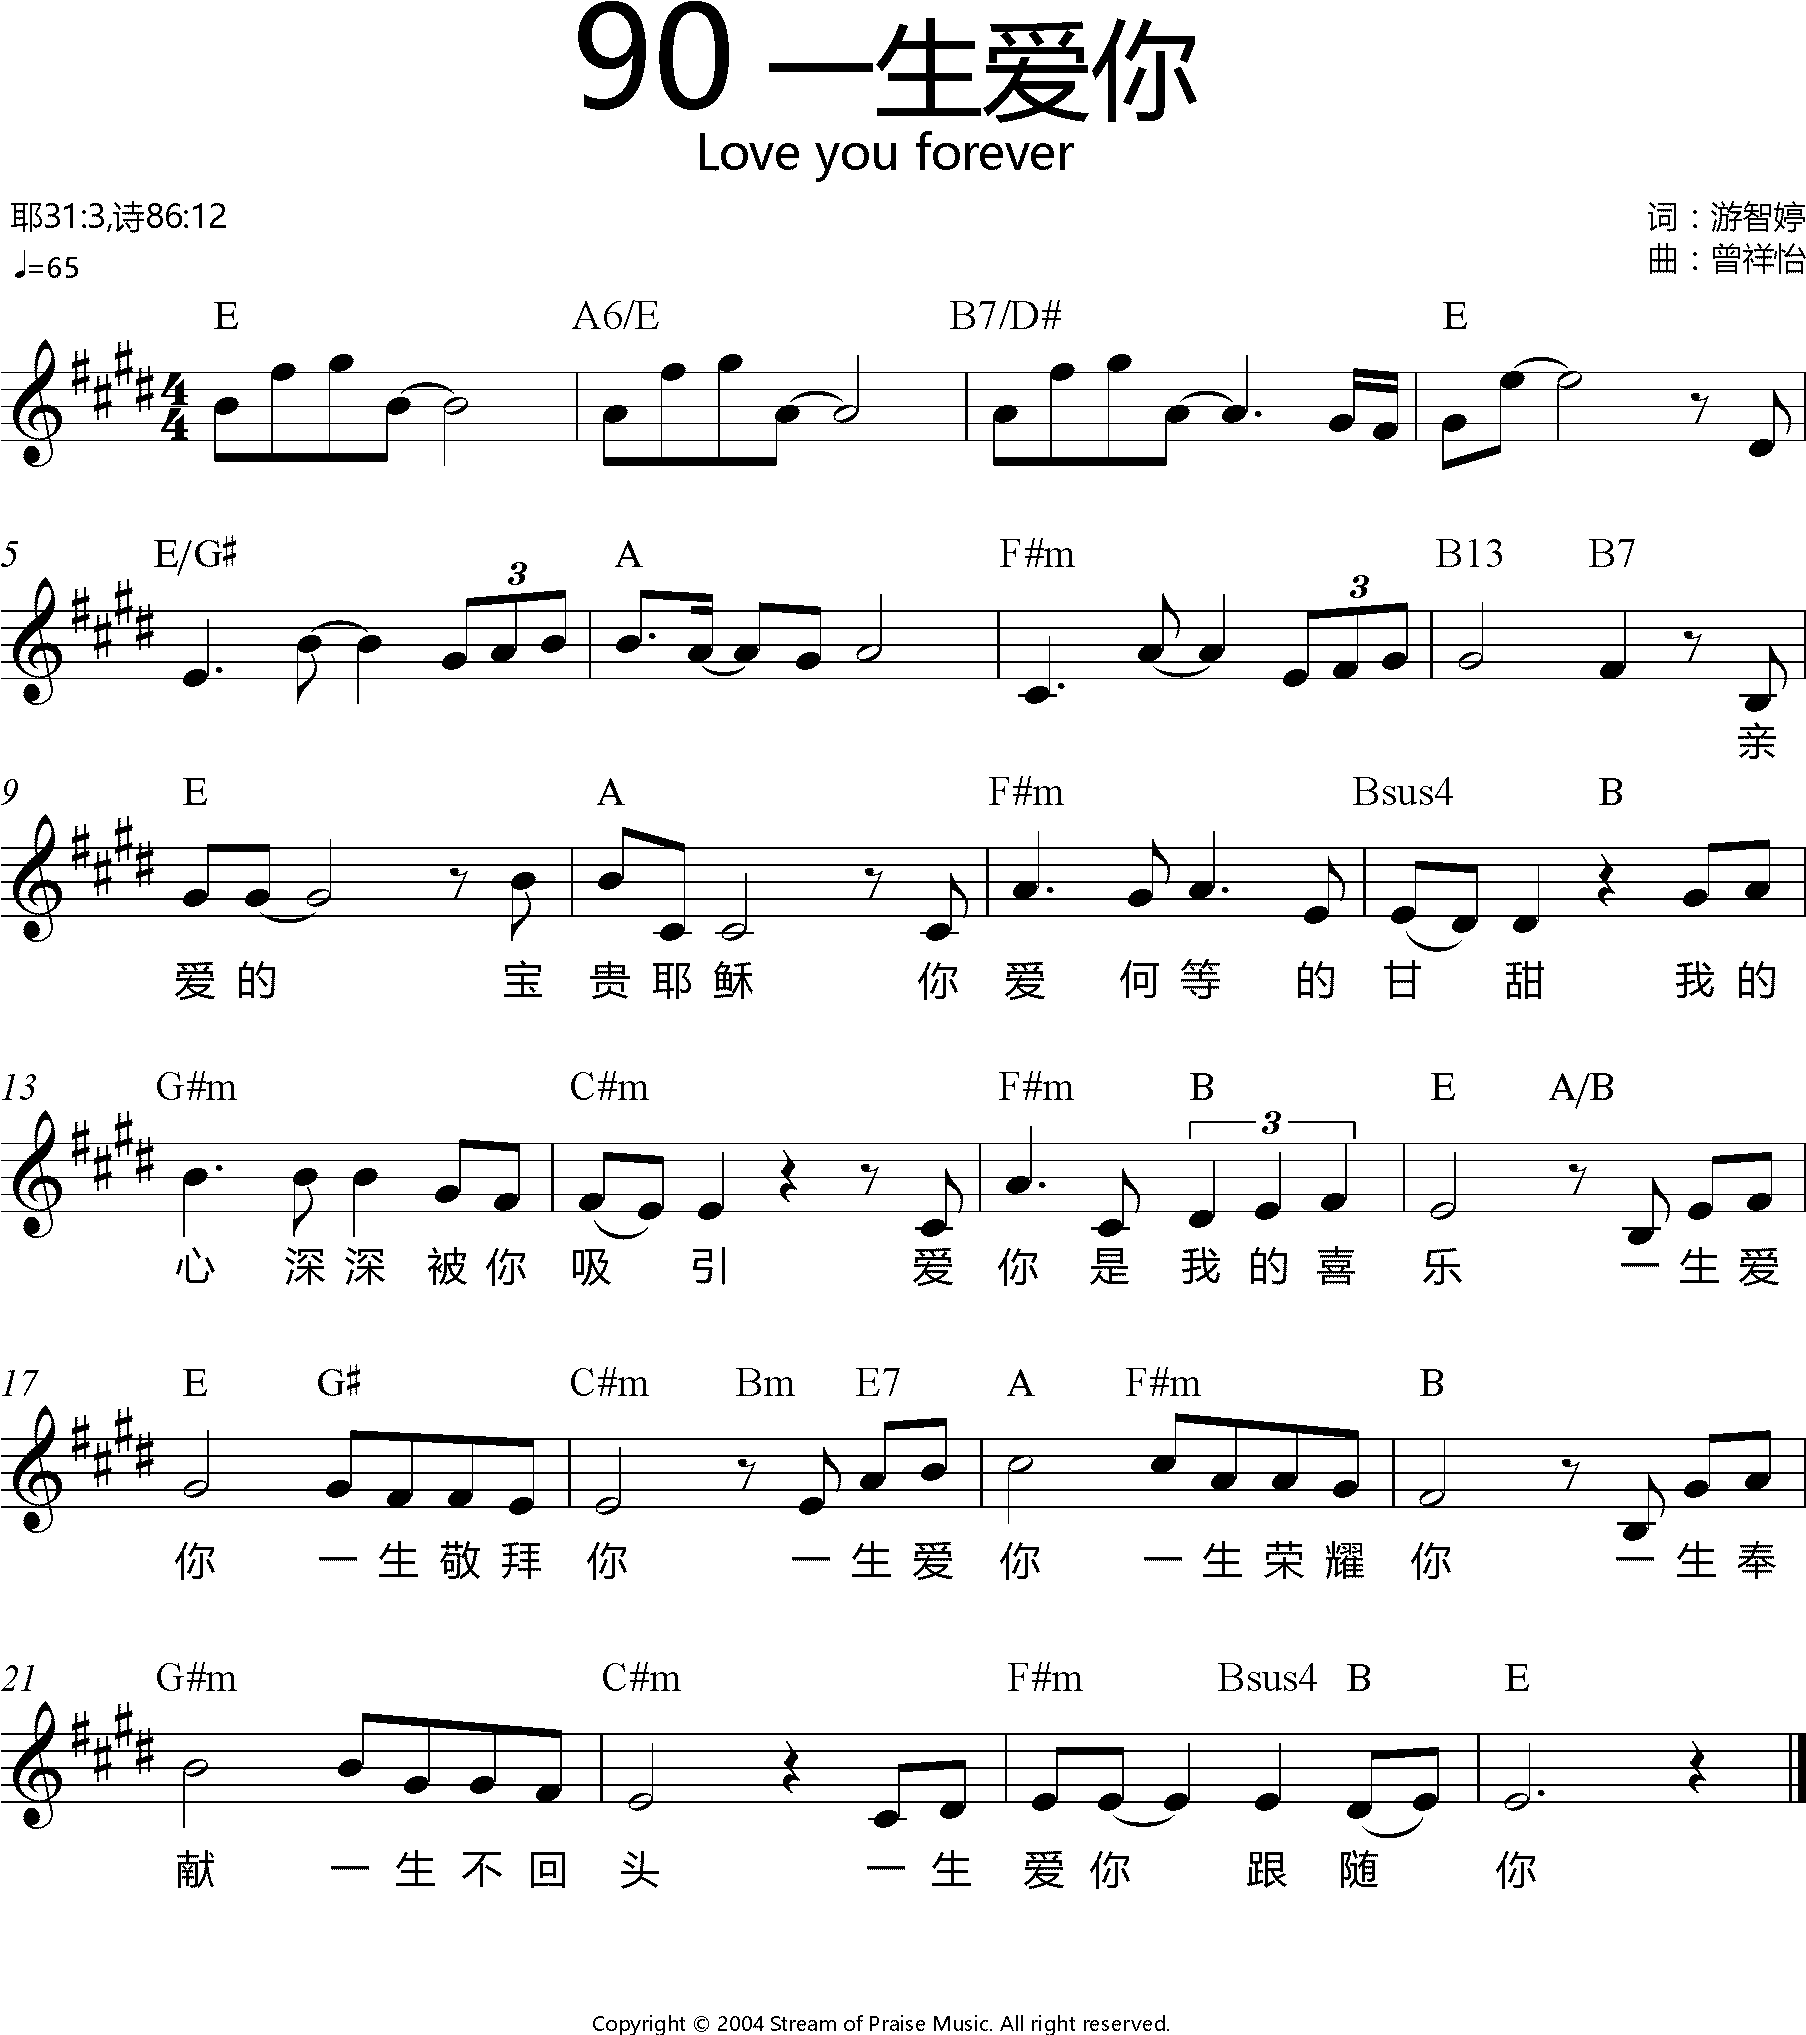 90 一生爱你
Love you forever
耶31:3,诗86:12
词：游智婷
♩=65
曲：曾祥怡
E A6/E B7/D# E
4
4
5 E/G♯ A F#m B13 B7
3 3
亲
9 E A F#m Bsus4 B
爱 的 宝 贵 耶 稣 你 爱 何 等 的 甘 甜 我 的
13 G#m C#m F#m B E A/B
3
心 深 深 被 你 吸 引 爱 你 是 我 的 喜 乐 一 生 爱
17 E G♯ C#m Bm E7 A F#m B
你 一 生 敬 拜 你 一 生 爱 你 一 生 荣 耀 你 一 生 奉
21 G#m C#m F#m Bsus4 B E
献 一 生 不 回 头 一 生 爱 你 跟 随 你
Copyright © 2004 Stream of Praise Music. All right reserved.